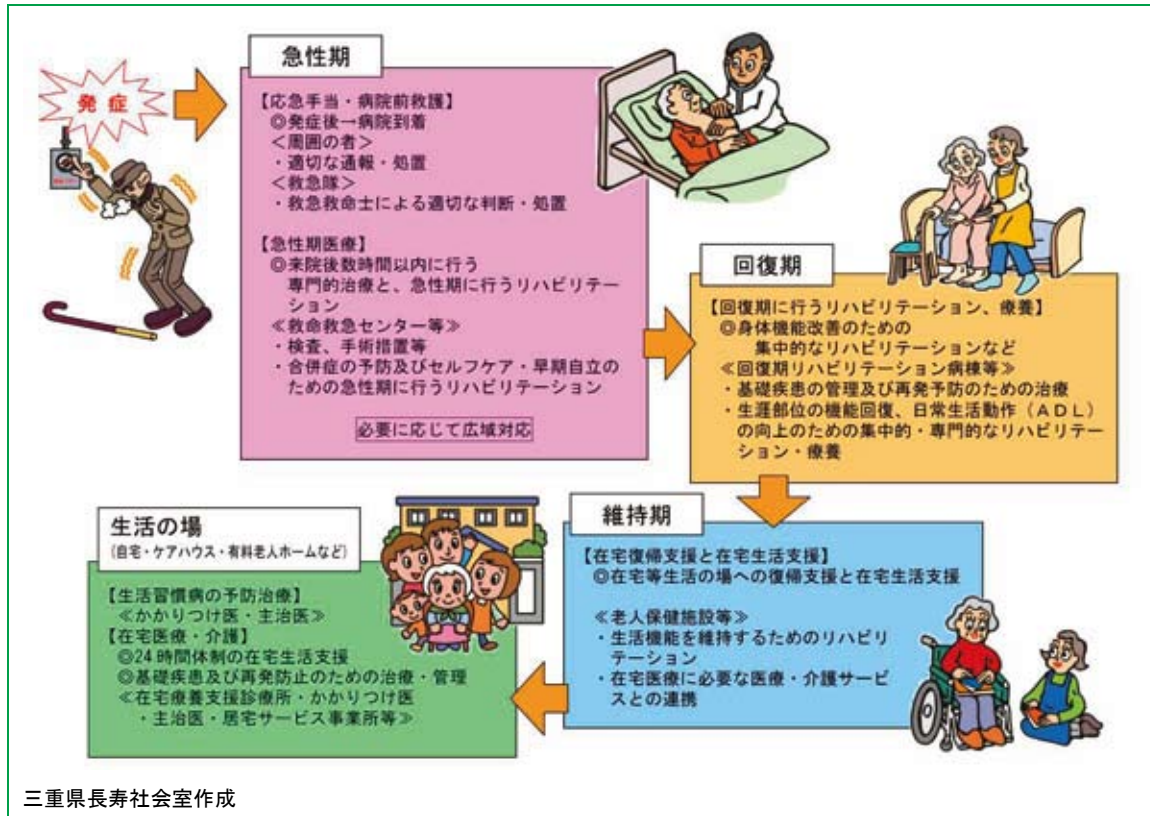 発症
急性期
【応急手当・病院前救護】
◎発症後→病院到着
＜周囲の者＞
・適切な通報・処置
＜救急隊＞
・救急救命士による適切な判断・処置
【急性期医療】
◎来院後数時間以内に行う
専門的治療と、急性期に行うリハビリテー
ション
≪救命救急センター等≫
・検査、手術措置等
・合併症の予防及びセルフケア・早期自立の
ための急性期に行うリハビリテーション
必要に応じて広域対応
回復期
【回復期に行うリハビリテーション、療養】
◎身体機能改善のための
集中的なリハビリテーションなど
≪回復期リハビリテーション病棟等≫
・基礎疾患の管理及び再発予防のための治療
・生涯部位の機能回復、日常生活動作（ＡＤＬ）
の向上のための集中的・専門的なリハビリテー
ション・療養
維持期
【在宅復帰支援と在宅生活支援】
◎在宅等生活の場への復帰支援と在宅生活支援
≪老人保健施設等≫
・生活機能を維持するためのリハビリ
テーション
・在宅医療に必要な医療・介護サービ
スとの連携
生活の場
(自宅・ケアハウス・有料老人ホームなど)
【生活習慣病の予防治療】
≪かかりつけ医・主治医≫
【在宅医療・介護】
◎24時間体制の在宅生活支援
◎基礎疾患及び再発防止のための治療・管理
≪在宅療養支援診療所・かかりつけ医
・主治医・居宅サービス事業所等≫
三重県長寿社会室作成